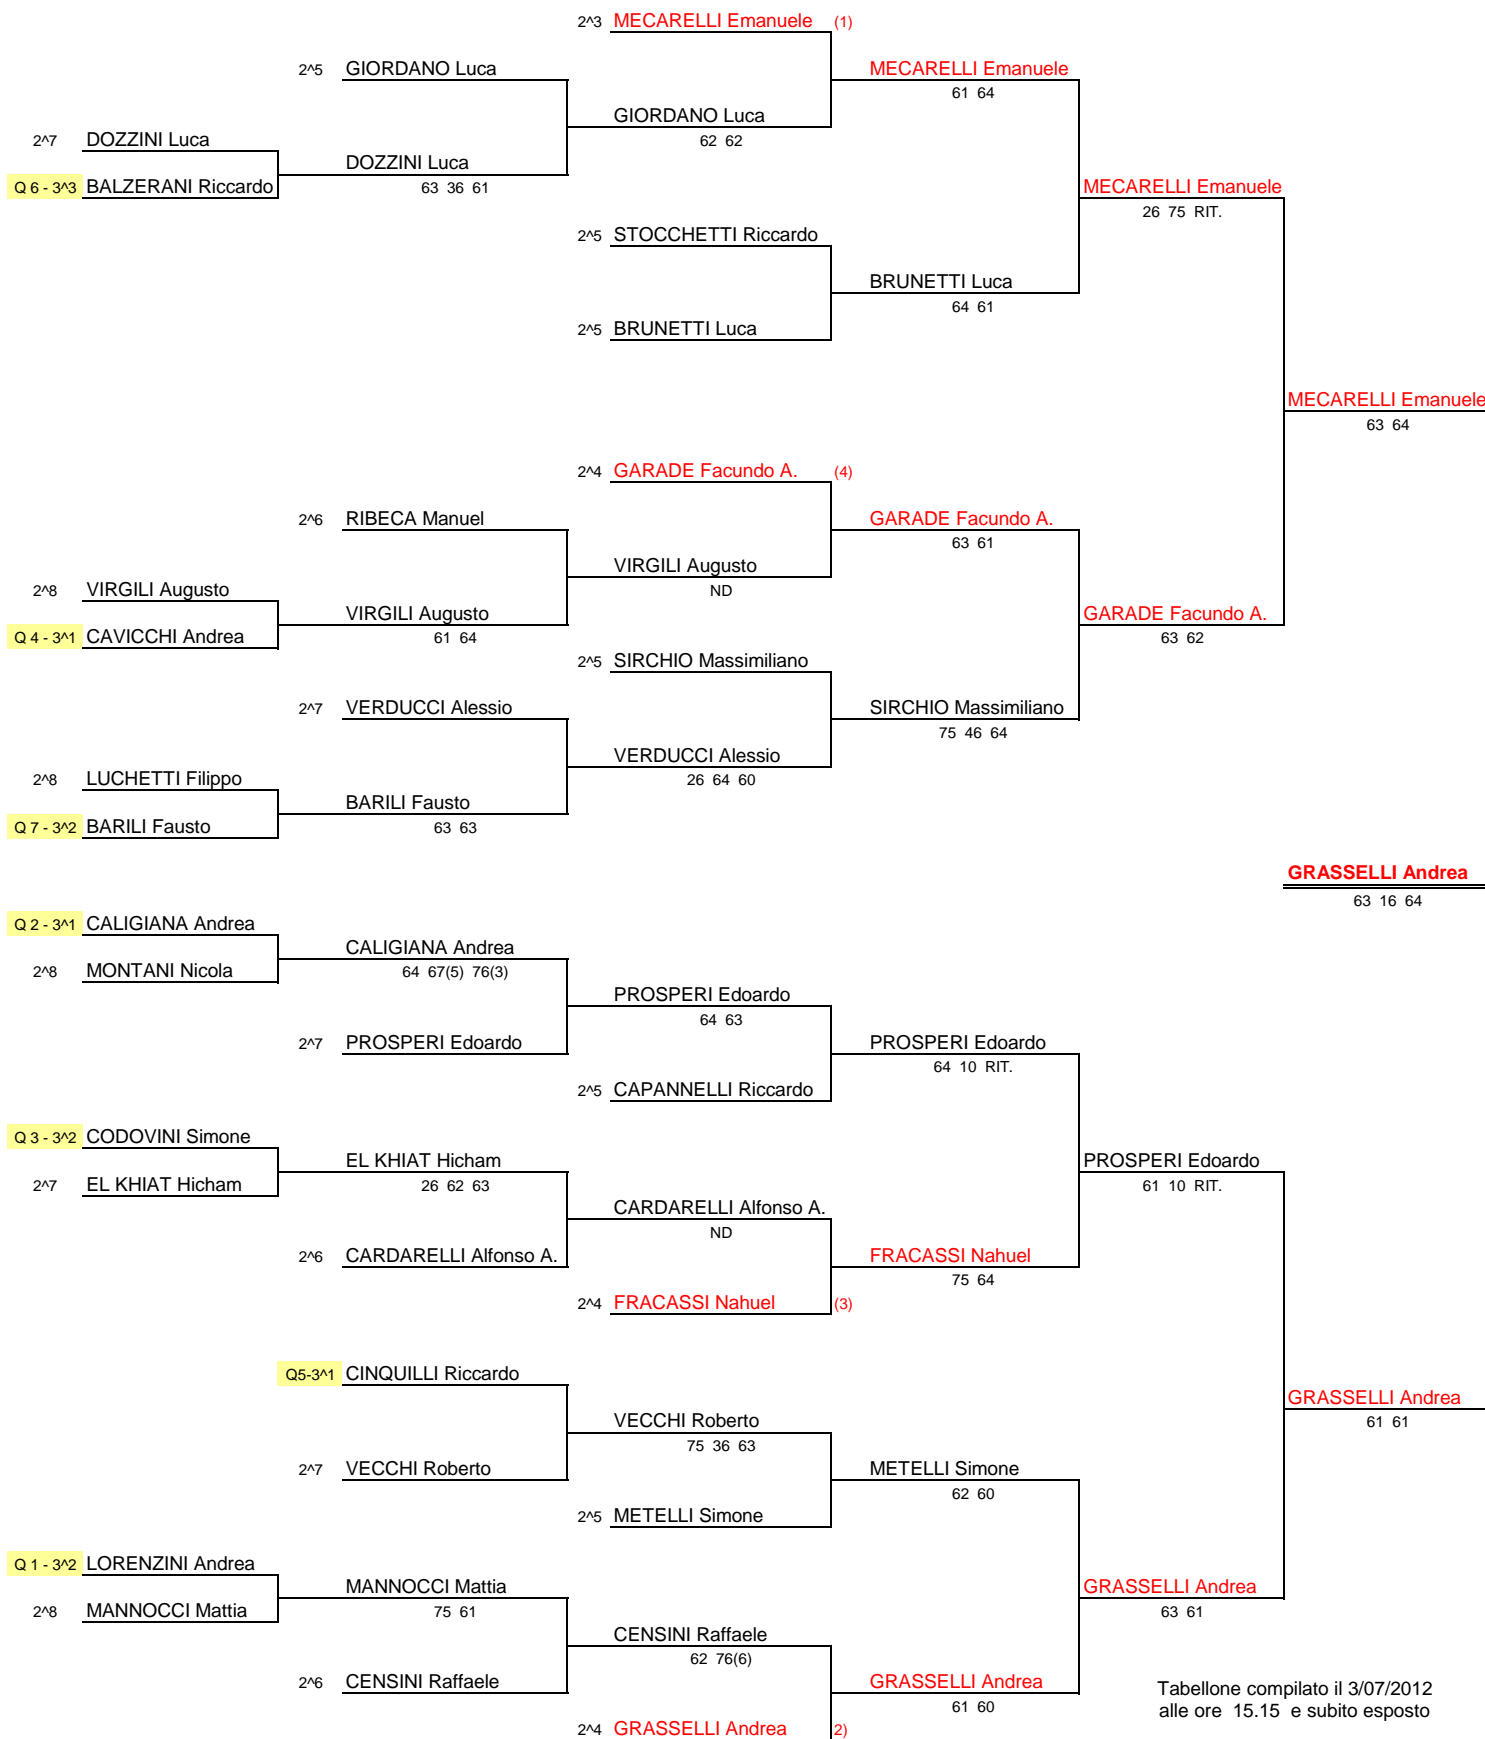 2^3 MECARELLI Emanuele (1)
2^5 GIORDANO Luca MECARELLI Emanuele
61 64
GIORDANO Luca
2^7 DOZZINI Luca 62 62
DOZZINI Luca
Q 6 - 3^3 BALZERANI Riccardo 63 36 61 MECARELLI Emanuele
26 75 RIT.
2^5 STOCCHETTI Riccardo
BRUNETTI Luca
64 61
2^5 BRUNETTI Luca
MECARELLI Emanuele
63 64
2^4 GARADE Facundo A. (4)
2^6 RIBECA Manuel GARADE Facundo A.
63 61
VIRGILI Augusto
2^8 VIRGILI Augusto ND
VIRGILI Augusto GARADE Facundo A.
Q 4 - 3^1 CAVICCHI Andrea 61 64 63 62
2^5 SIRCHIO Massimiliano
2^7 VERDUCCI Alessio SIRCHIO Massimiliano
75 46 64
VERDUCCI Alessio
2^8 LUCHETTI Filippo 26 64 60
BARILI Fausto
Q 7 - 3^2 BARILI Fausto 63 63
GRASSELLI Andrea
63 16 64
Q 2 - 3^1 CALIGIANA Andrea
CALIGIANA Andrea
2^8 MONTANI Nicola 64 67(5) 76(3)
PROSPERI Edoardo
64 63
2^7 PROSPERI Edoardo PROSPERI Edoardo
64 10 RIT.
2^5 CAPANNELLI Riccardo
Q 3 - 3^2 CODOVINI Simone
EL KHIAT Hicham PROSPERI Edoardo
2^7 EL KHIAT Hicham 26 62 63 61 10 RIT.
CARDARELLI Alfonso A.
ND
2^6 CARDARELLI Alfonso A. FRACASSI Nahuel
75 64
2^4 FRACASSI Nahuel (3)
Q5-3^1 CINQUILLI Riccardo
GRASSELLI Andrea
VECCHI Roberto 61 61
75 36 63
2^7 VECCHI Roberto METELLI Simone
62 60
2^5 METELLI Simone
Q 1 - 3^2 LORENZINI Andrea
MANNOCCI Mattia GRASSELLI Andrea
2^8 MANNOCCI Mattia 75 61 63 61
CENSINI Raffaele
62 76(6)
2^6 CENSINI Raffaele GRASSELLI Andrea Tabellone compilato il 3/07/2012
61 60 alle ore 15.15 e subito esposto
2^4 GRASSELLI Andrea 2)